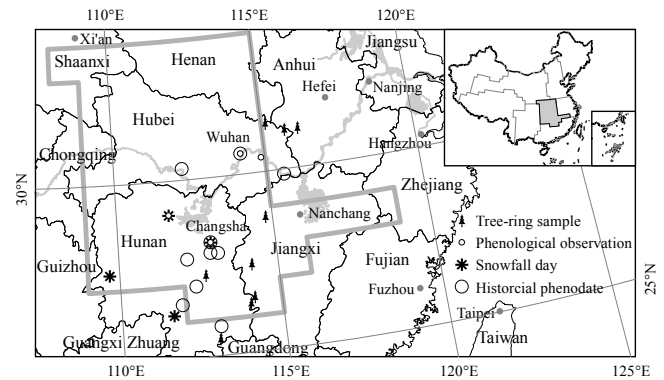 110°E 115°E 120°E
Xi'an
Shaanxi
Henan
Anhui
Jiangsu
Hefei
Nanjing
Hubei
Wuhan
Hangzhou
Chongqing
30°N
Zhejiang
Changsha
Nanchang
Hunan
Jiangxi
Guizhou
Fujian
Fuzhou
25°N
Taipei
Taiwan
Guangxi Zhuang
Guangdong
Tree-ring sample
Phenological observation
Snowfall day
Historcial phenodate
110°E 115°E 120°E 125°E